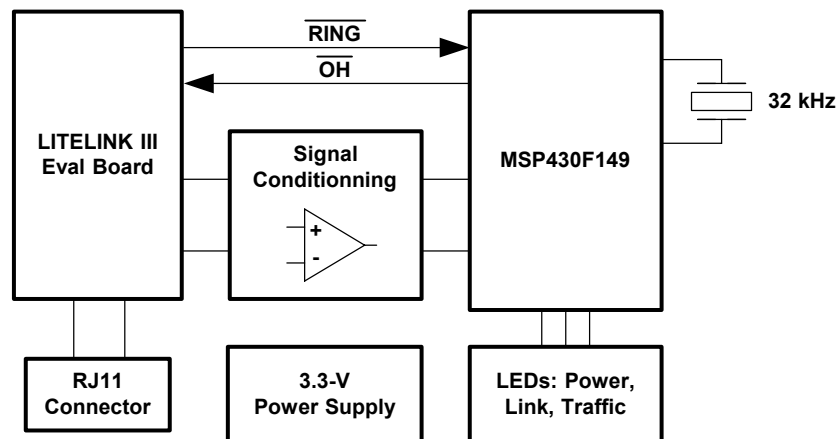 RING
OH
LITELINK III
Eval Board
Signal
Conditionning
+
-
MSP430F149
32 kHz
RJ11
Connector
3.3-V
Power Supply
LEDs: Power,
Link, Traffic